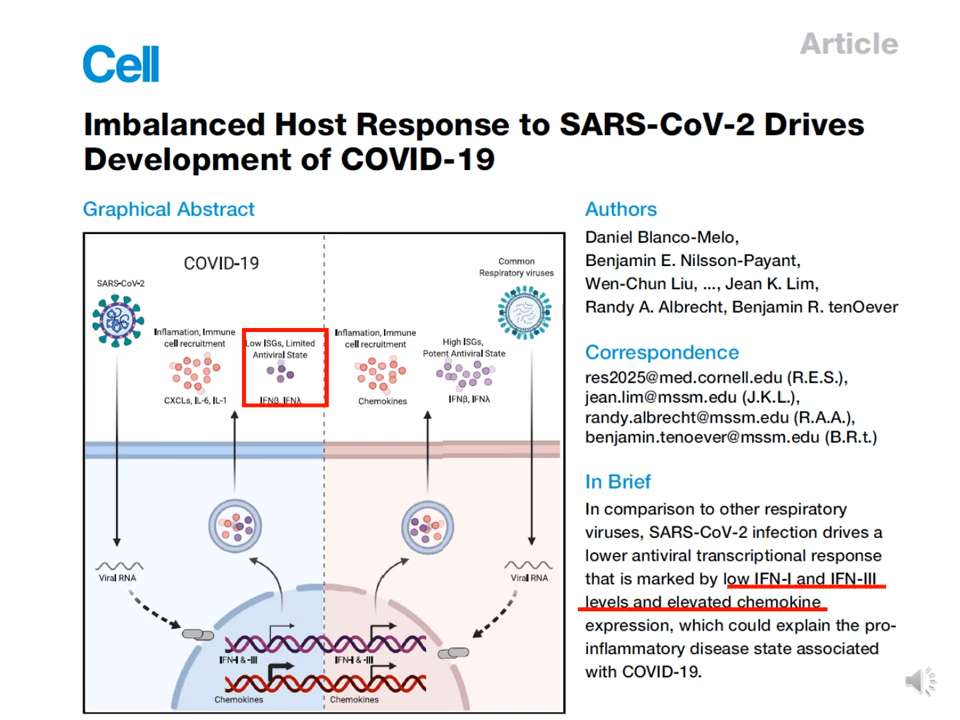 Article
Cell
Imbalanced Host Response to SARS-CoV-2 Drives
Development of COVID-19
Graphical Abstract
COVID-19
SARS-CoV-2
Inflamation, Immune
cell recruitment
CXCLs, IL-6, IL-1
Low ISGs, Limited
Antiviral State
IFNβ, IFNλ
Inflamation, Immune
cell recruitment
Chemokines
High ISGs,
Potent Antiviral State
IFNβ, IFNλ
Common
Respiratory viruses
Viral RNA
Viral RNA
IFN-I & -III
IFN-I & -III
Chemokines
Chemokines
Authors
Daniel Blanco-Melo,
Benjamin E. Nilsson-Payant,
Wen-Chun Liu, ..., Jean K. Lim,
Randy A. Albrecht, Benjamin R. tenOever
Correspondence
res2025@med.cornell.edu (R.E.S.),
jean.lim@mssm.edu (J.K.L.),
randy.albrecht@mssm.edu (R.A.A.),
benjamin.tenoever@mssm.edu (B.R.t.)
In Brief
In comparison to other respiratory
viruses, SARS-CoV-2 infection drives a
lower antiviral transcriptional response
that is marked by low IFN-I and IFN-III
levels and elevated chemokine
expression, which could explain the pro-
inflammatory disease state associated
with COVID-19.